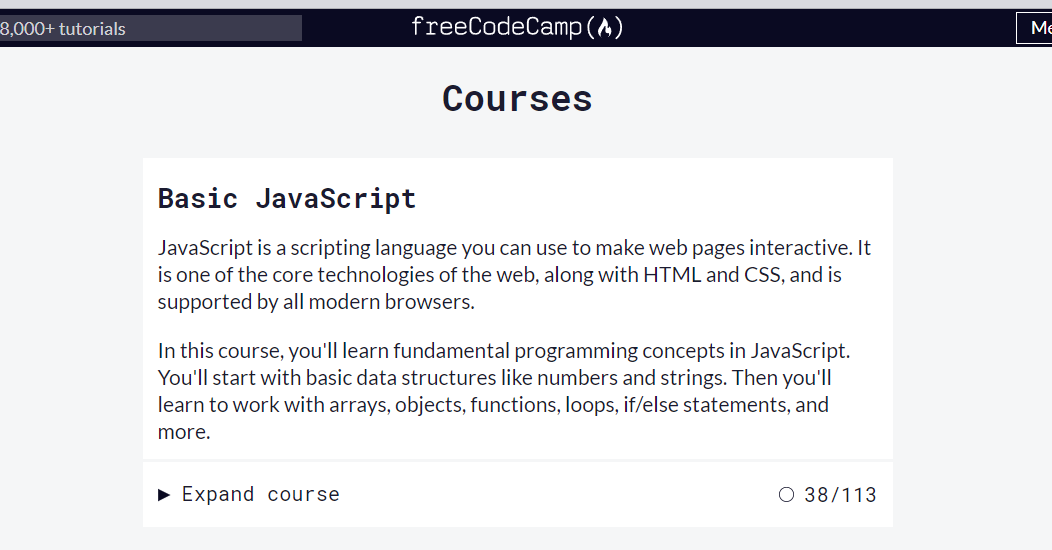 8,000+ tutorials
freeCodeCamp(🔥)
Me
Courses
Basic JavaScript
JavaScript is a scripting language you can use to make web pages interactive. It
is one of the core technologies of the web, along with HTML and CSS, and is
supported by all modern browsers.
In this course, you'll learn fundamental programming concepts in JavaScript.
You'll start with basic data structures like numbers and strings. Then you'll
learn to work with arrays, objects, functions, loops, if/else statements, and
more.
▶ Expand course
38/113